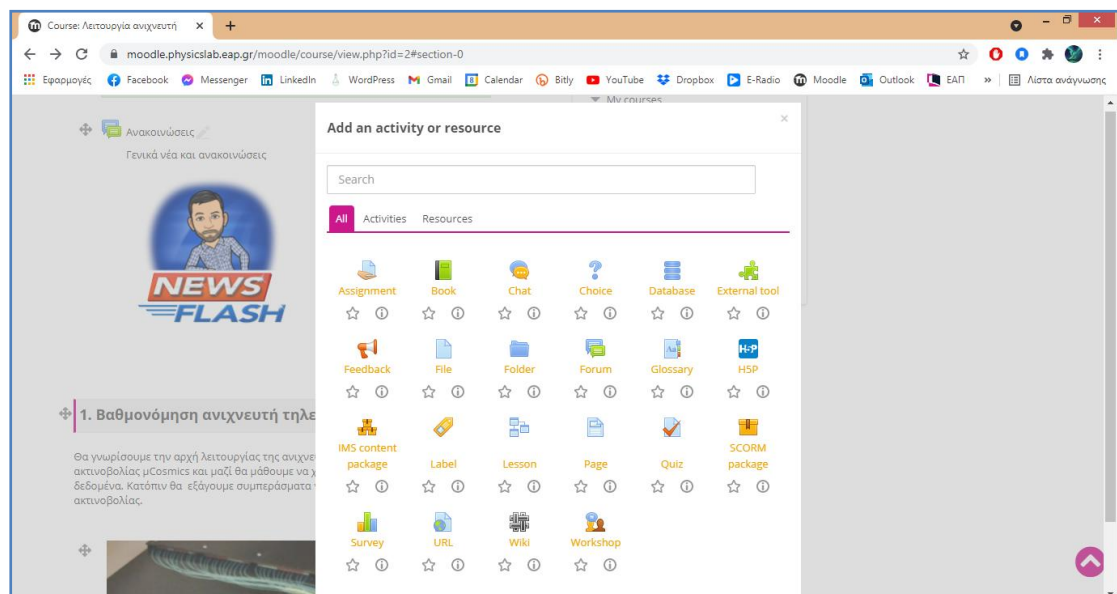 Course: Λειτουργία ανιχνευτή
moodle.physicslab.eap.gr/moodle/course/view.php?id=2#section-0
Εφαρμογές Facebook Messenger LinkedIn WordPress Gmail Calendar Bitly YouTube Dropbox E-Radio Moodle Outlook ΕΑΠ » Λίστα ανάγνωσης
My courses
Ανακοινώσεις
Γενικά νέα και ανακοινώσεις
NEWS
FLASH
1. Βαθμονόμηση ανιχνευτή τηλε
Θα γνωρίσουμε την αρχή λειτουργίας της ανιχνε
ακτινοβολίας μCosmics και μαζί θα μάθουμε να χ
δεδομένα. Κατόπιν θα εξάγουμε συμπεράσματα
ακτινοβολίας.
Add an activity or resource
Search
All Activities Resources
Assignment Book Chat Choice Database External tool
Feedback File Folder Forum Glossary H5P
IMS content package Label Lesson Page Quiz SCORM package
Survey URL Wiki Workshop